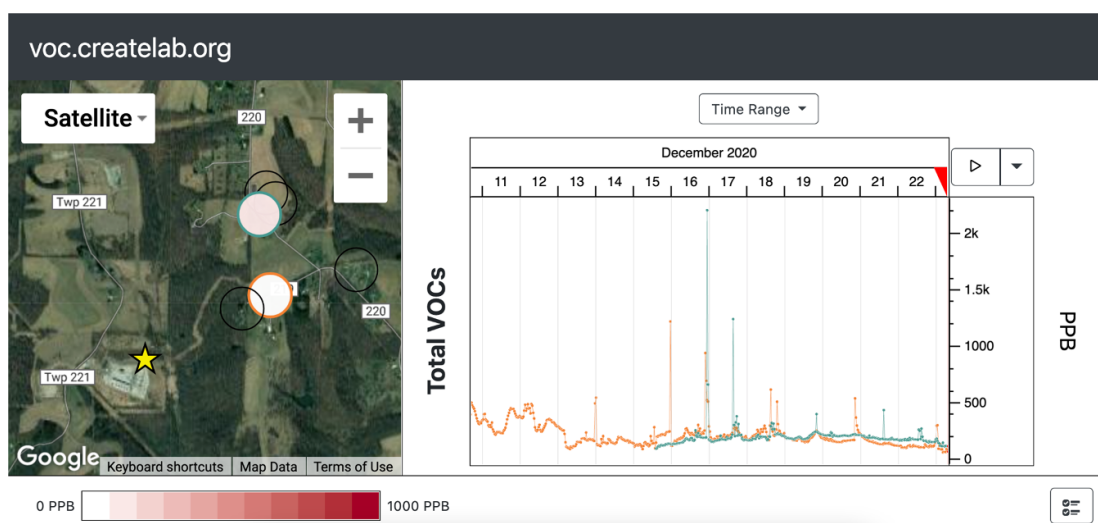 voc.createlab.org
Satellite
220
+
−
Twp 221
220
Twp 221
Google
Keyboard shortcuts
Map Data
Terms of Use
Time Range
December 2020
11 12 13 14 15 16 17 18 19 20 21 22
Total VOCs
2k
1.5k
1000
500
0
PPB
0 PPB
1000 PPB